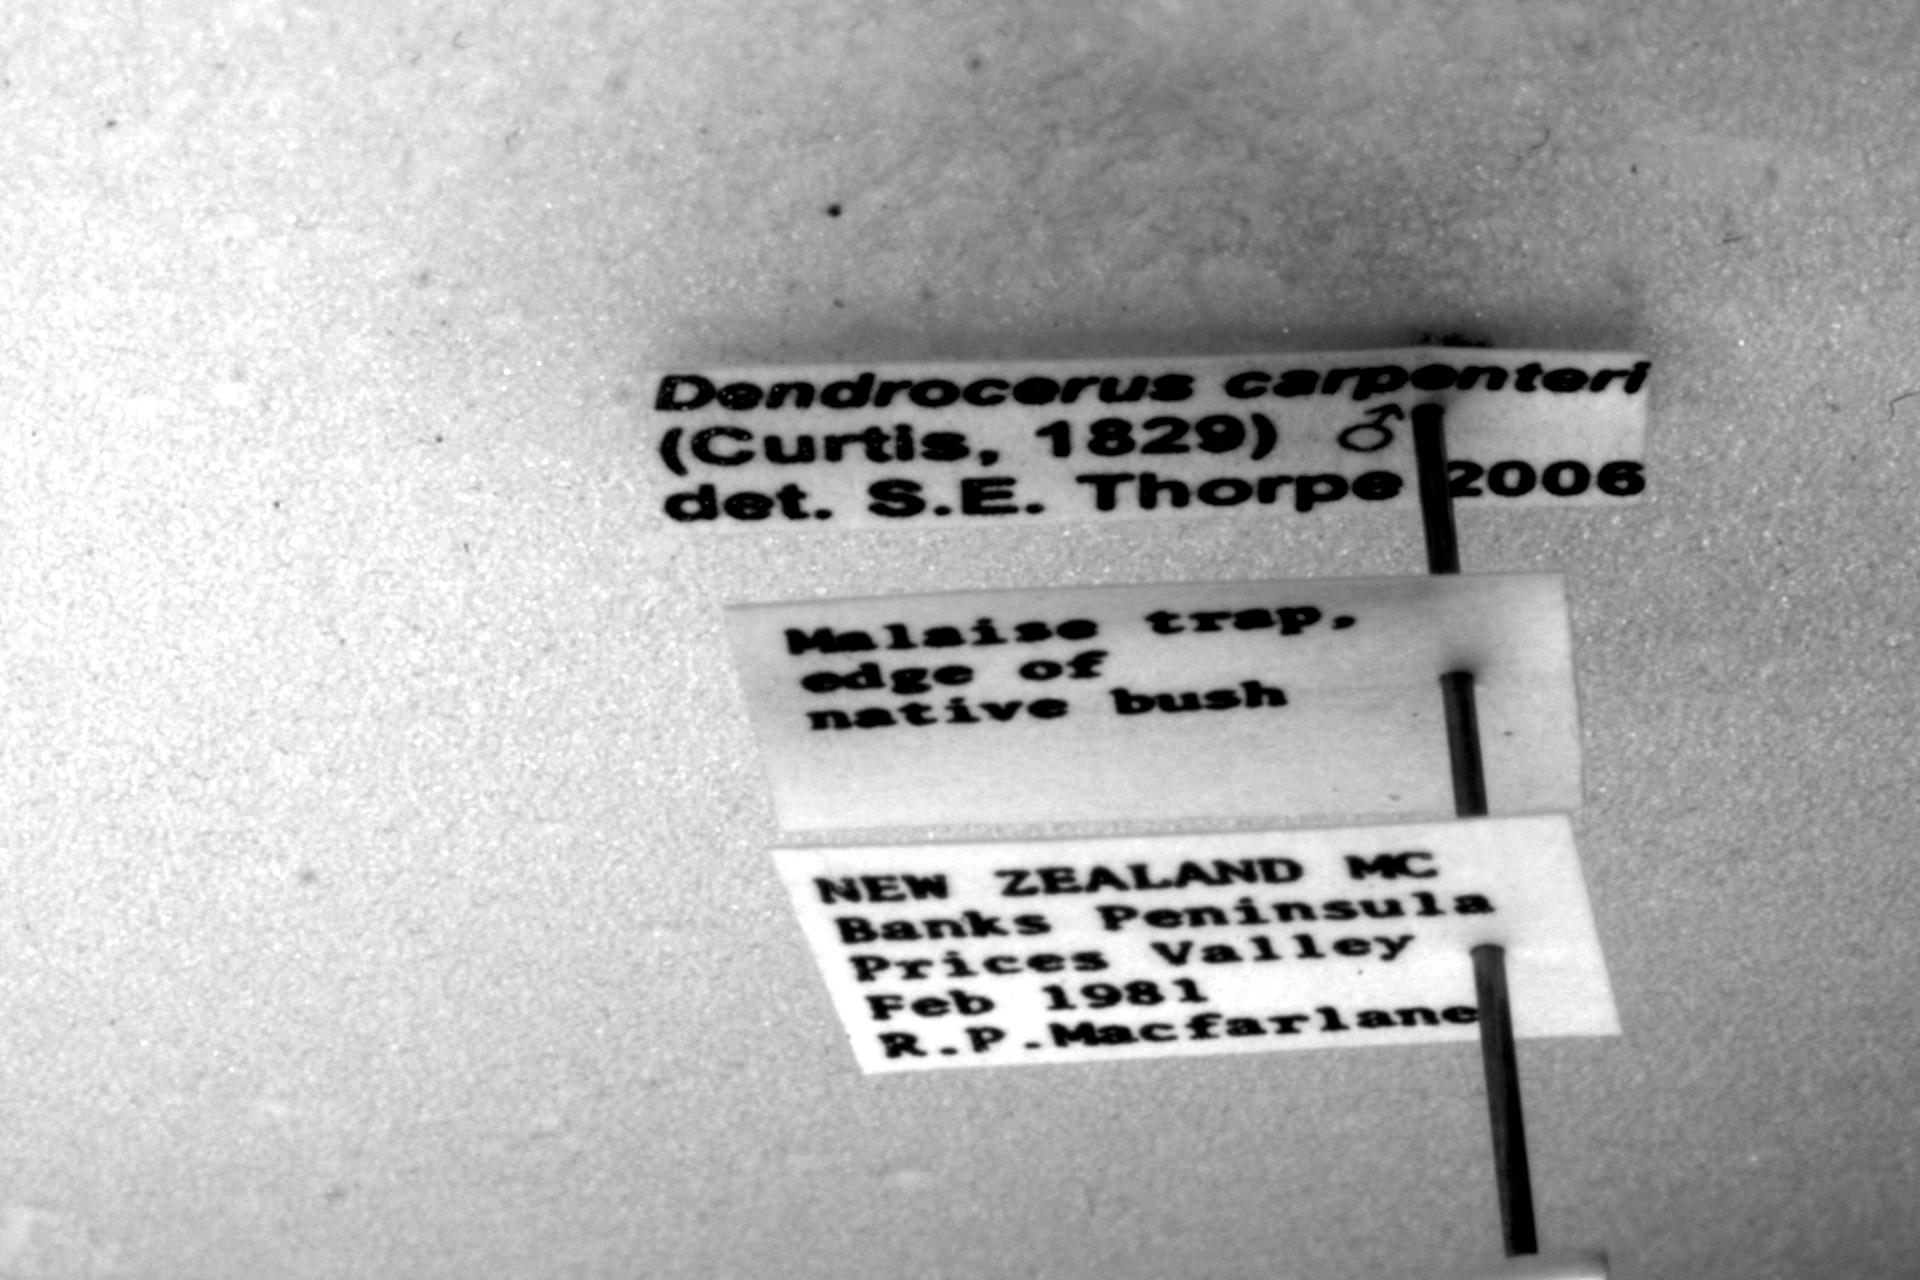 Dendrocerus carpenteri
(Curtis, 1829) ♂
det. S.E. Thorpe 2006
Malaise trap,
edge of
native bush
NEW ZEALAND MC
Banks Peninsula
Prices Valley
Feb 1981
R.P.Macfarlane